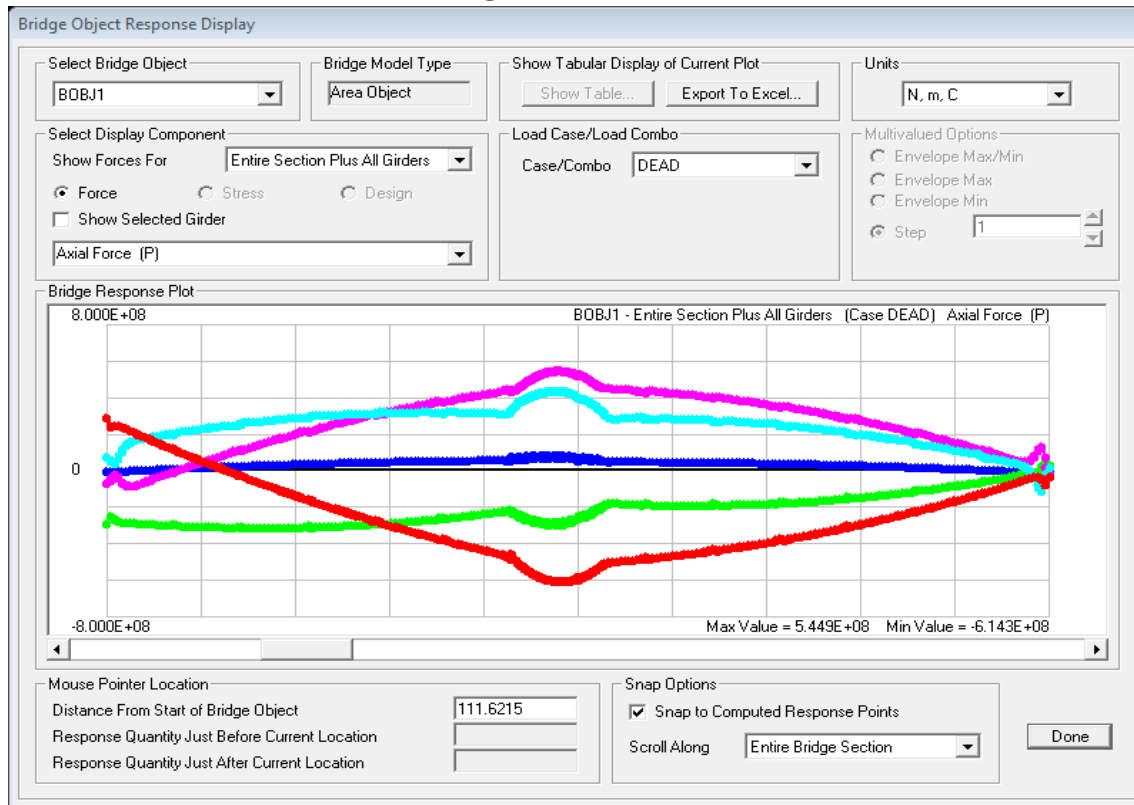 Bridge Object Response Display
Select Bridge Object
BOBJ1
Bridge Model Type
Area Object
Show Tabular Display of Current Plot
Show Table...
Export To Excel...
Units
N, m, C
Select Display Component
Show Forces For
Entire Section Plus All Girders
Force
Stress
Design
Show Selected Girder
Axial Force (P)
Load Case/Load Combo
Case/Combo
DEAD
Multivalued Options
Envelope Max/Min
Envelope Max
Envelope Min
Step
1
Bridge Response Plot
8.000E+08
BOBJ1 - Entire Section Plus All Girders (Case DEAD) Axial Force (P)
0
-8.000E+08
Max Value = 5.449E+08 Min Value = -6.143E+08
Mouse Pointer Location
Distance From Start of Bridge Object
111.6215
Response Quantity Just Before Current Location
Response Quantity Just After Current Location
Snap Options
Snap to Computed Response Points
Scroll Along
Entire Bridge Section
Done